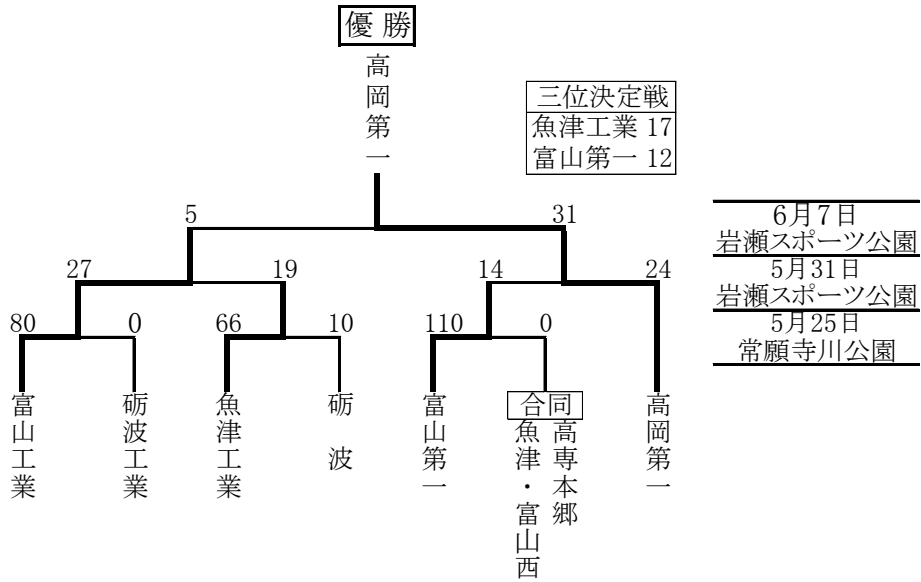 優 勝
高岡第一
三位決定戦
魚津工業 17
富山第一 12
5
31
6月7日
岩瀬スポーツ公園
27
19
14
24
5月31日
岩瀬スポーツ公園
80
0
66
10
110
0
5月25日
常願寺川公園
富山工業
砺波工業
魚津工業
砺 波
富山第一
合同
高専本郷
魚津・富山西
高岡第一